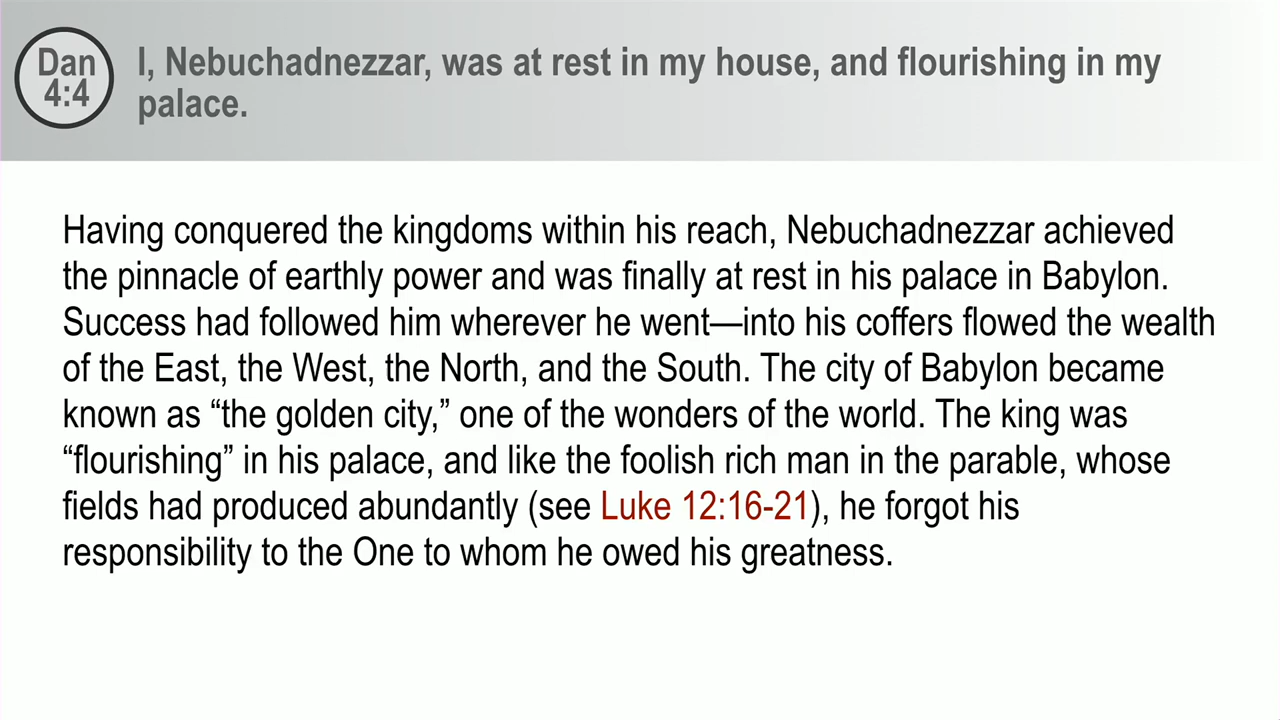 Dan
4:4
I, Nebuchadnezzar, was at rest in my house, and flourishing in my
palace.
Having conquered the kingdoms within his reach, Nebuchadnezzar achieved
the pinnacle of earthly power and was finally at rest in his palace in Babylon.
Success had followed him wherever he went—into his coffers flowed the wealth
of the East, the West, the North, and the South. The city of Babylon became
known as “the golden city,” one of the wonders of the world. The king was
“flourishing” in his palace, and like the foolish rich man in the parable, whose
fields had produced abundantly (see Luke 12:16-21), he forgot his
responsibility to the One to whom he owed his greatness.